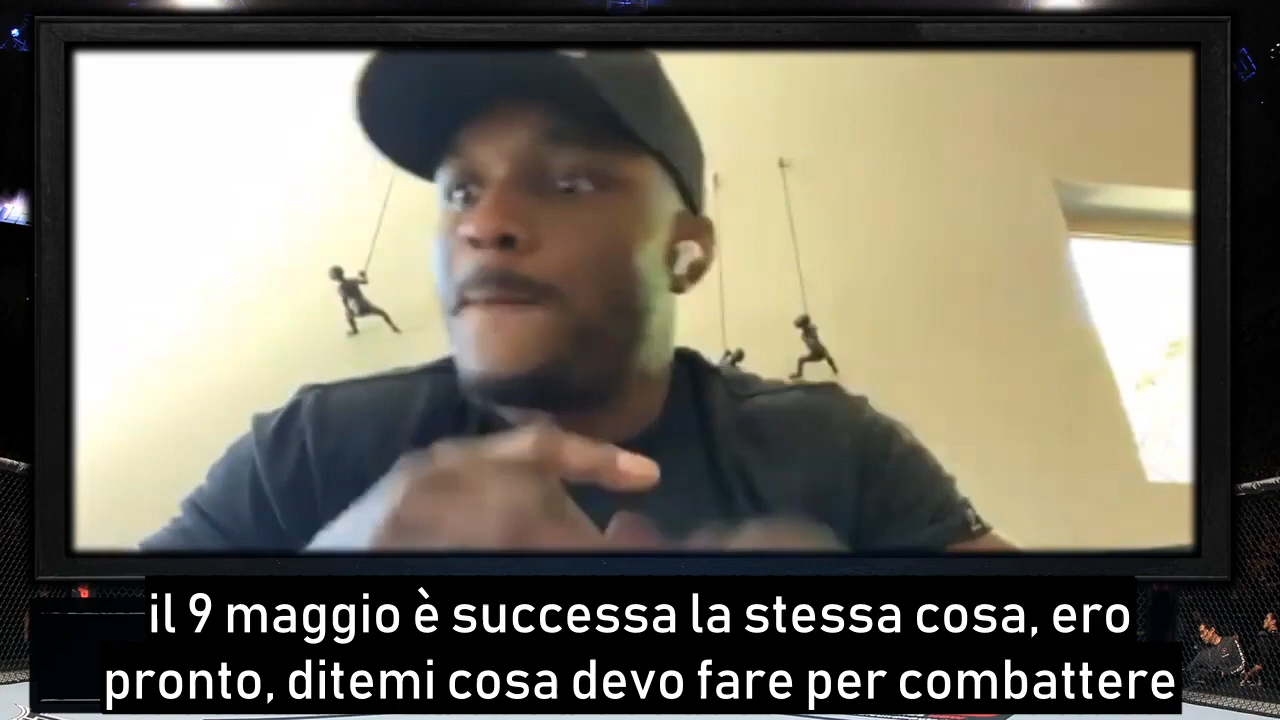 il 9 maggio è successa la stessa cosa, ero
pronto, ditemi cosa devo fare per combattere